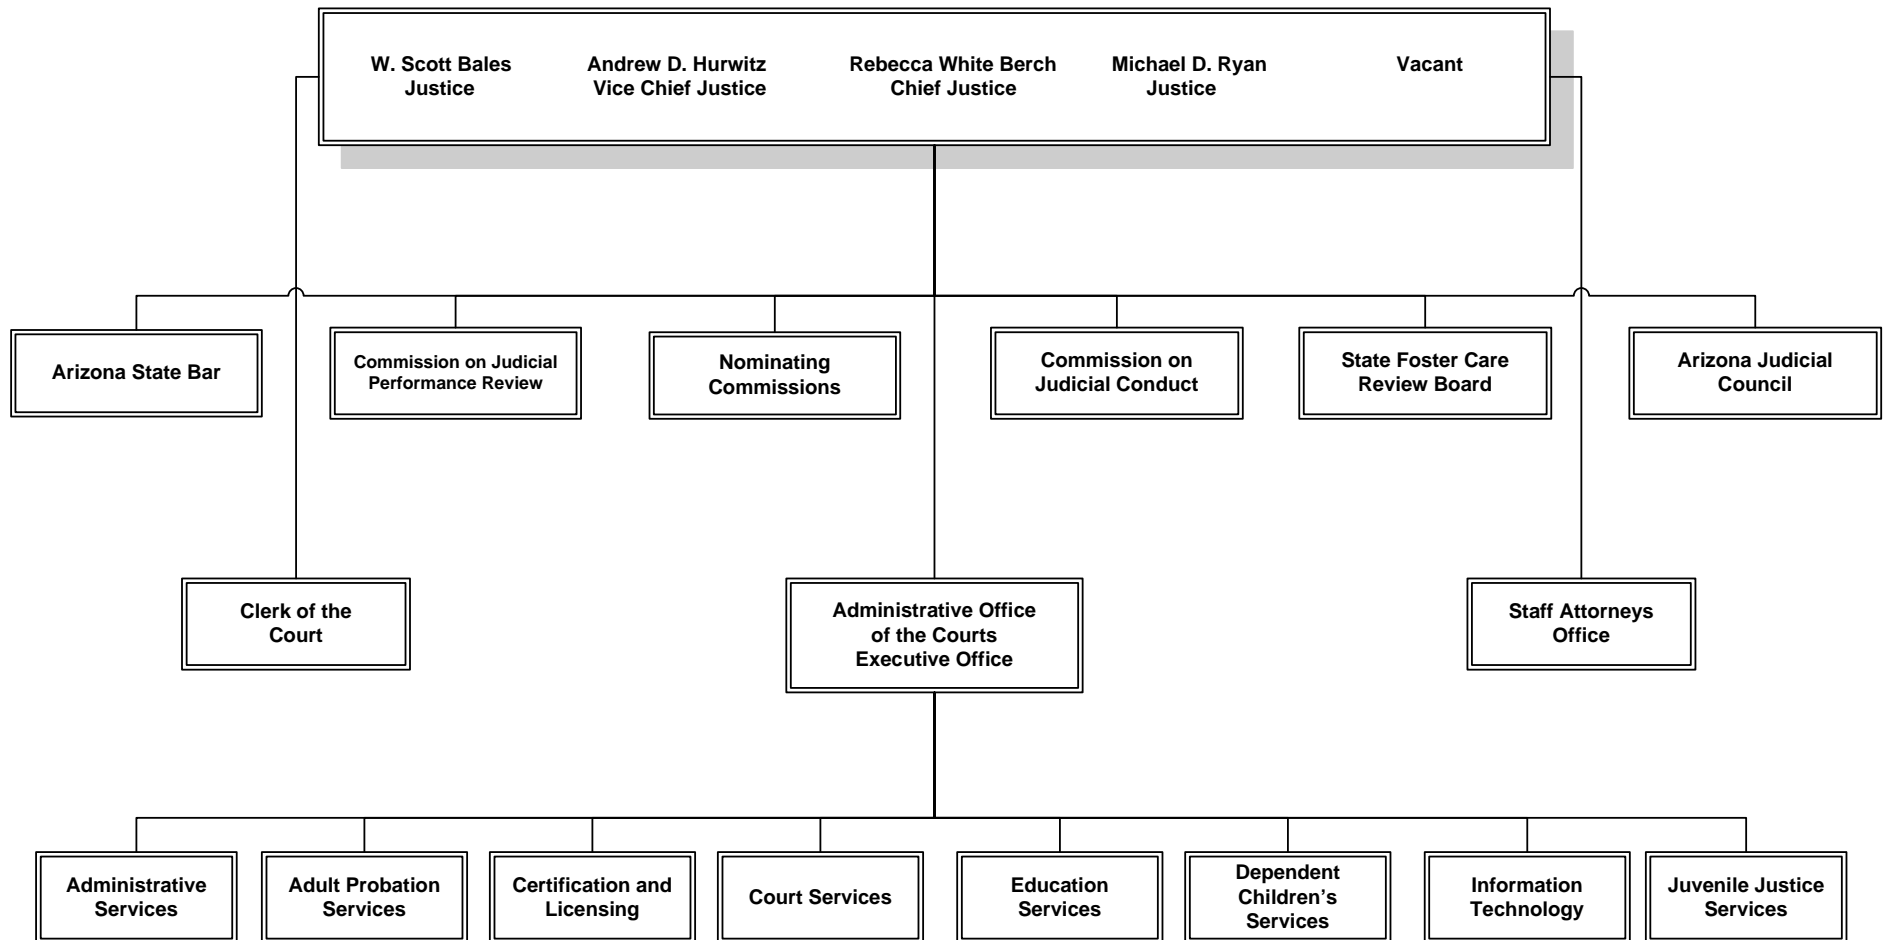 W. Scott Bales
Justice
Andrew D. Hurwitz
Vice Chief Justice
Rebecca White Berch
Chief Justice
Michael D. Ryan
Justice
Vacant
Arizona State Bar
Commission on Judicial
Performance Review
Nominating
Commissions
Commission on
Judicial Conduct
State Foster Care
Review Board
Arizona Judicial
Council
Clerk of the
Court
Administrative Office
of the Courts
Executive Office
Staff Attorneys
Office
Administrative
Services
Adult Probation
Services
Certification and
Licensing
Court Services
Education
Services
Dependent
Children's
Services
Information
Technology
Juvenile Justice
Services